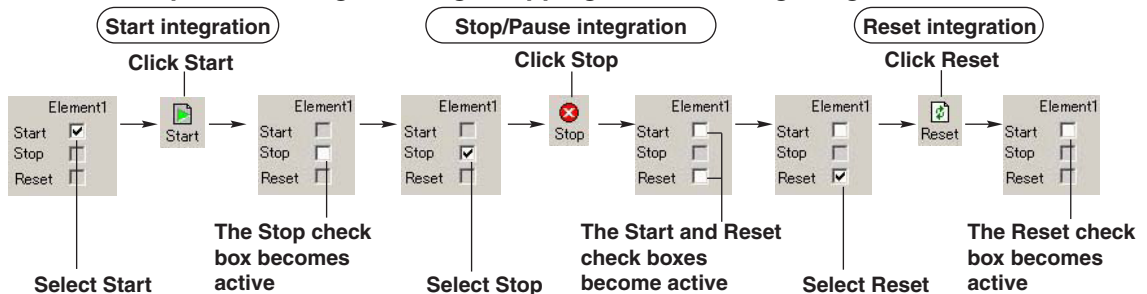 Start integration
Stop/Pause integration
Reset integration
Click Start
Click Stop
Click Reset
Element1
Start
Stop
Reset
Start
Element1
Start
Stop
Reset
Element1
Start
Stop
Reset
Stop
Element1
Start
Stop
Reset
Element1
Start
Stop
Reset
Reset
Element1
Start
Stop
Reset
Select Start
The Stop check
box becomes
active
Select Stop
The Start and Reset
check boxes
become active
Select Reset
The Reset check
box becomes
active